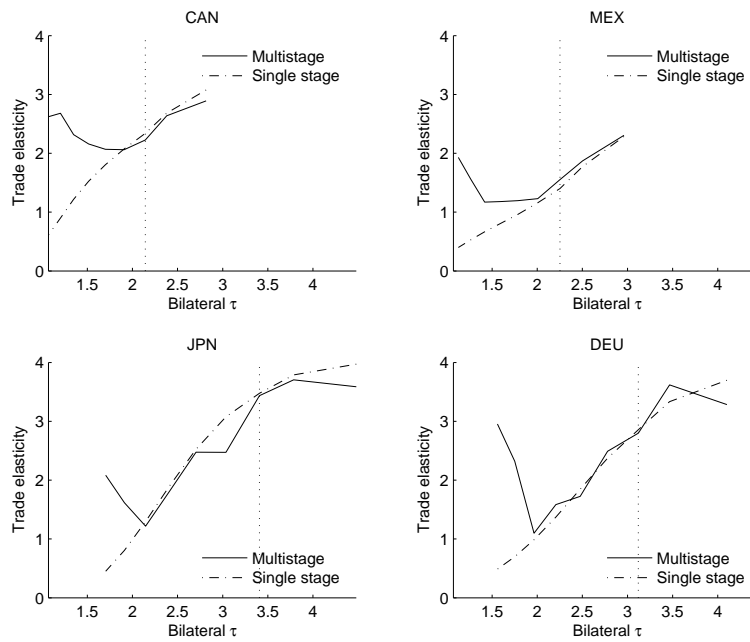 CAN
Multistage
Single stage
Trade elasticity
4
3
2
1
0
1.5 2 2.5 3 3.5 4
Bilateral τ
MEX
Multistage
Single stage
Trade elasticity
4
3
2
1
0
1.5 2 2.5 3 3.5 4
Bilateral τ
JPN
Trade elasticity
4
3
2
1
0
Multistage
Single stage
1.5 2 2.5 3 3.5 4
Bilateral τ
DEU
Trade elasticity
4
3
2
1
0
Multistage
Single stage
1.5 2 2.5 3 3.5 4
Bilateral τ